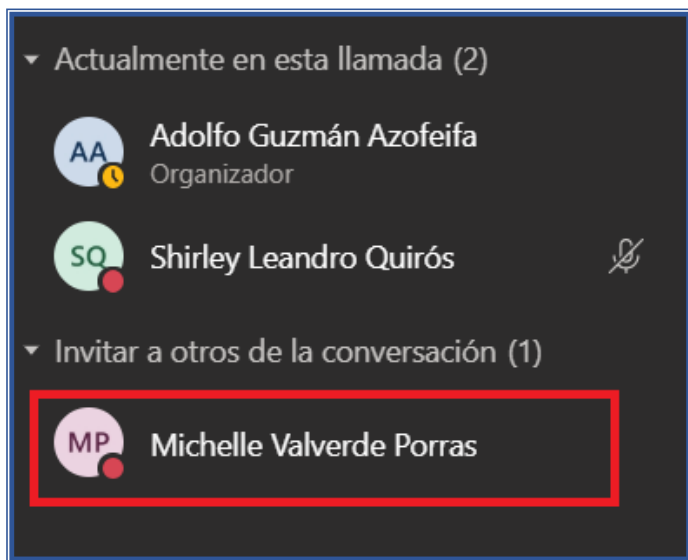 Actualmente en esta llamada (2)
AA
Adolfo Guzmán Azofeifa
Organizador
SQ
Shirley Leandro Quirós
Invitar a otros de la conversación (1)
MP
Michelle Valverde Porras